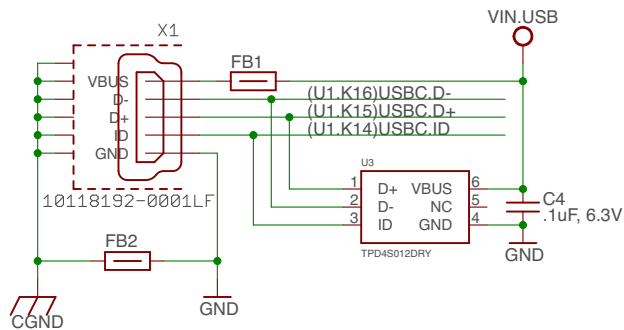 VIN.USB
X1
FB1
VBUS
D-
D+
ID
GND
(U1.K16)USBC.D-
(U1.K15)USBC.D+
(U1.K14)USBC.ID
10118192-0001LF
U3
1 D+ VBUS 6
2 D- NC 5
3 ID GND 4
TPD4S012DRY
C4
.1uF, 6.3V
GND
FB2
CGND
GND